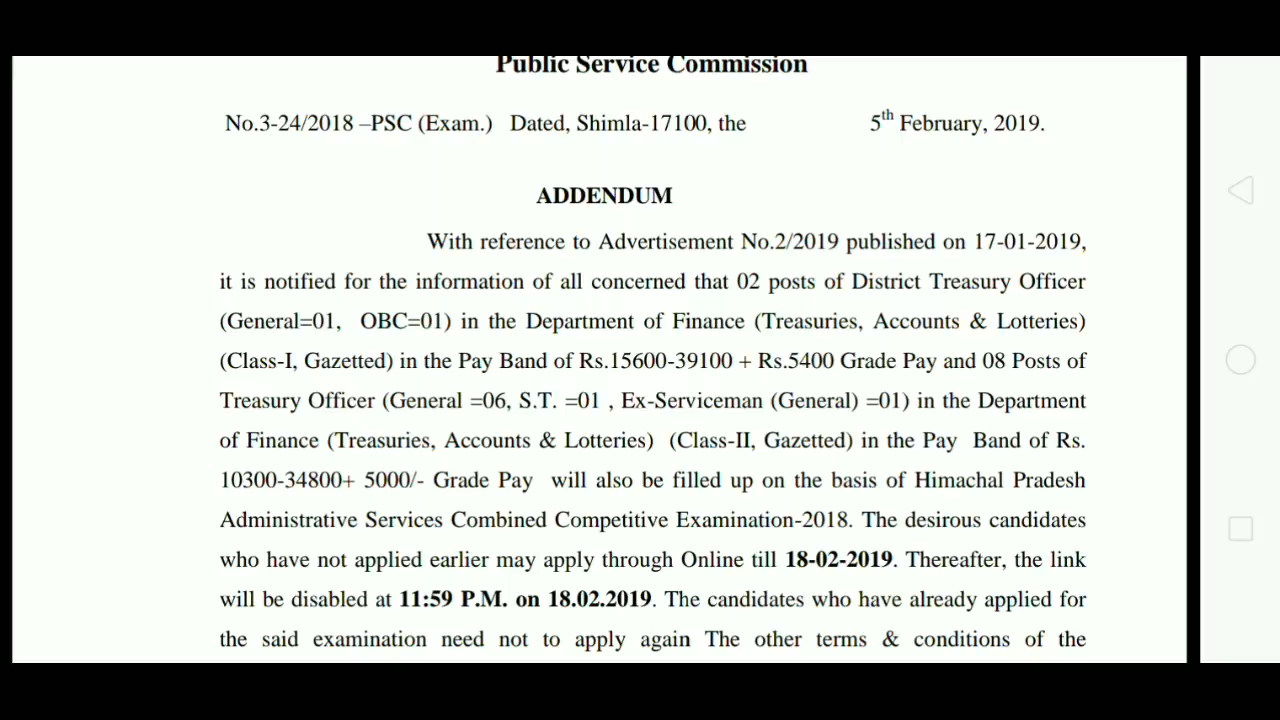 Public Service Commission
No.3-24/2018 –PSC (Exam.) Dated, Shimla-17100, the 5th February, 2019.
ADDENDUM
With reference to Advertisement No.2/2019 published on 17-01-2019,
it is notified for the information of all concerned that 02 posts of District Treasury Officer
(General=01, OBC=01) in the Department of Finance (Treasuries, Accounts & Lotteries)
(Class-I, Gazetted) in the Pay Band of Rs.15600-39100 + Rs.5400 Grade Pay and 08 Posts of
Treasury Officer (General =06, S.T. =01 , Ex-Serviceman (General) =01) in the Department
of Finance (Treasuries, Accounts & Lotteries) (Class-II, Gazetted) in the Pay Band of Rs.
10300-34800+ 5000/- Grade Pay will also be filled up on the basis of Himachal Pradesh
Administrative Services Combined Competitive Examination-2018. The desirous candidates
who have not applied earlier may apply through Online till 18-02-2019. Thereafter, the link
will be disabled at 11:59 P.M. on 18.02.2019. The candidates who have already applied for
the said examination need not to apply again The other terms & conditions of the